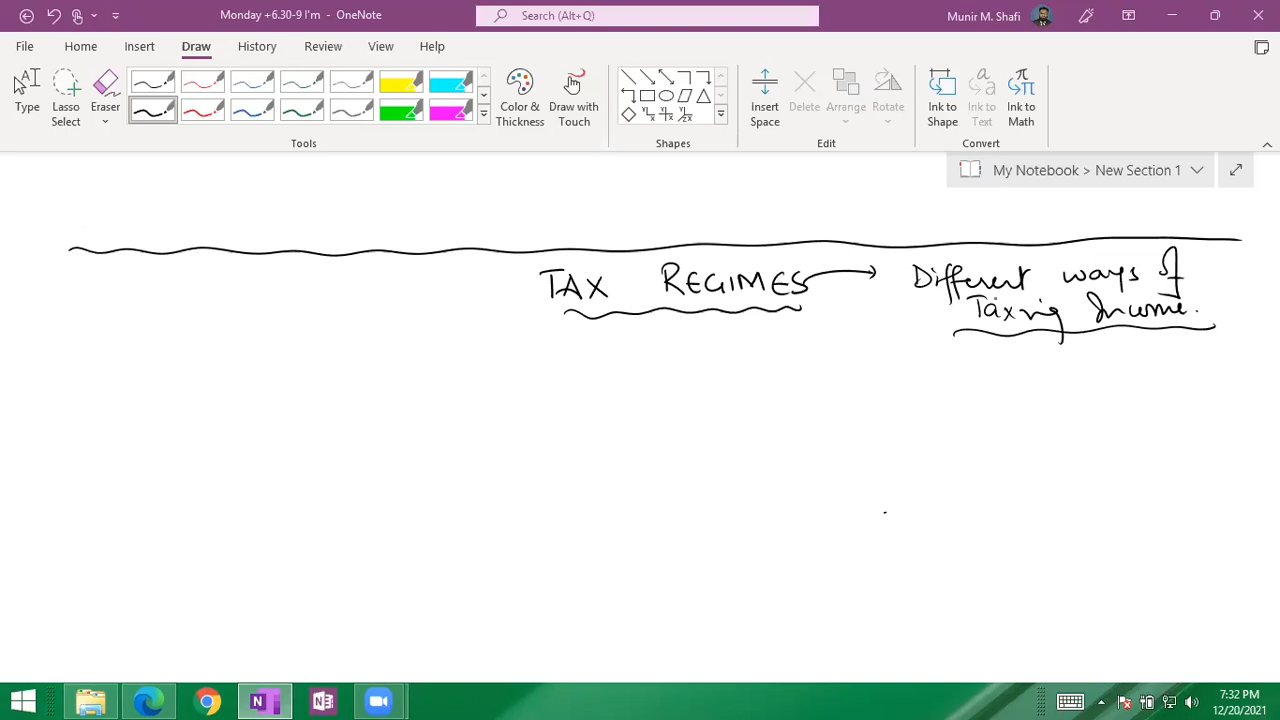 Monday +6.30-9 I'm - OneNote
Search (Alt+Q)
Munir M. Shafi
File Home Insert Draw History Review View Help
Type
Lasso Select
Eraser
Color & Thickness
Draw with Touch
Insert Space
Delete
Arrange
Rotate
Ink to Shape
Ink to Text
Ink to Math
Tools Shapes Edit Convert
My Notebook > New Section 1
TAX REGIMES → Different ways of
Taxing Income.
7:32 PM
12/20/2021